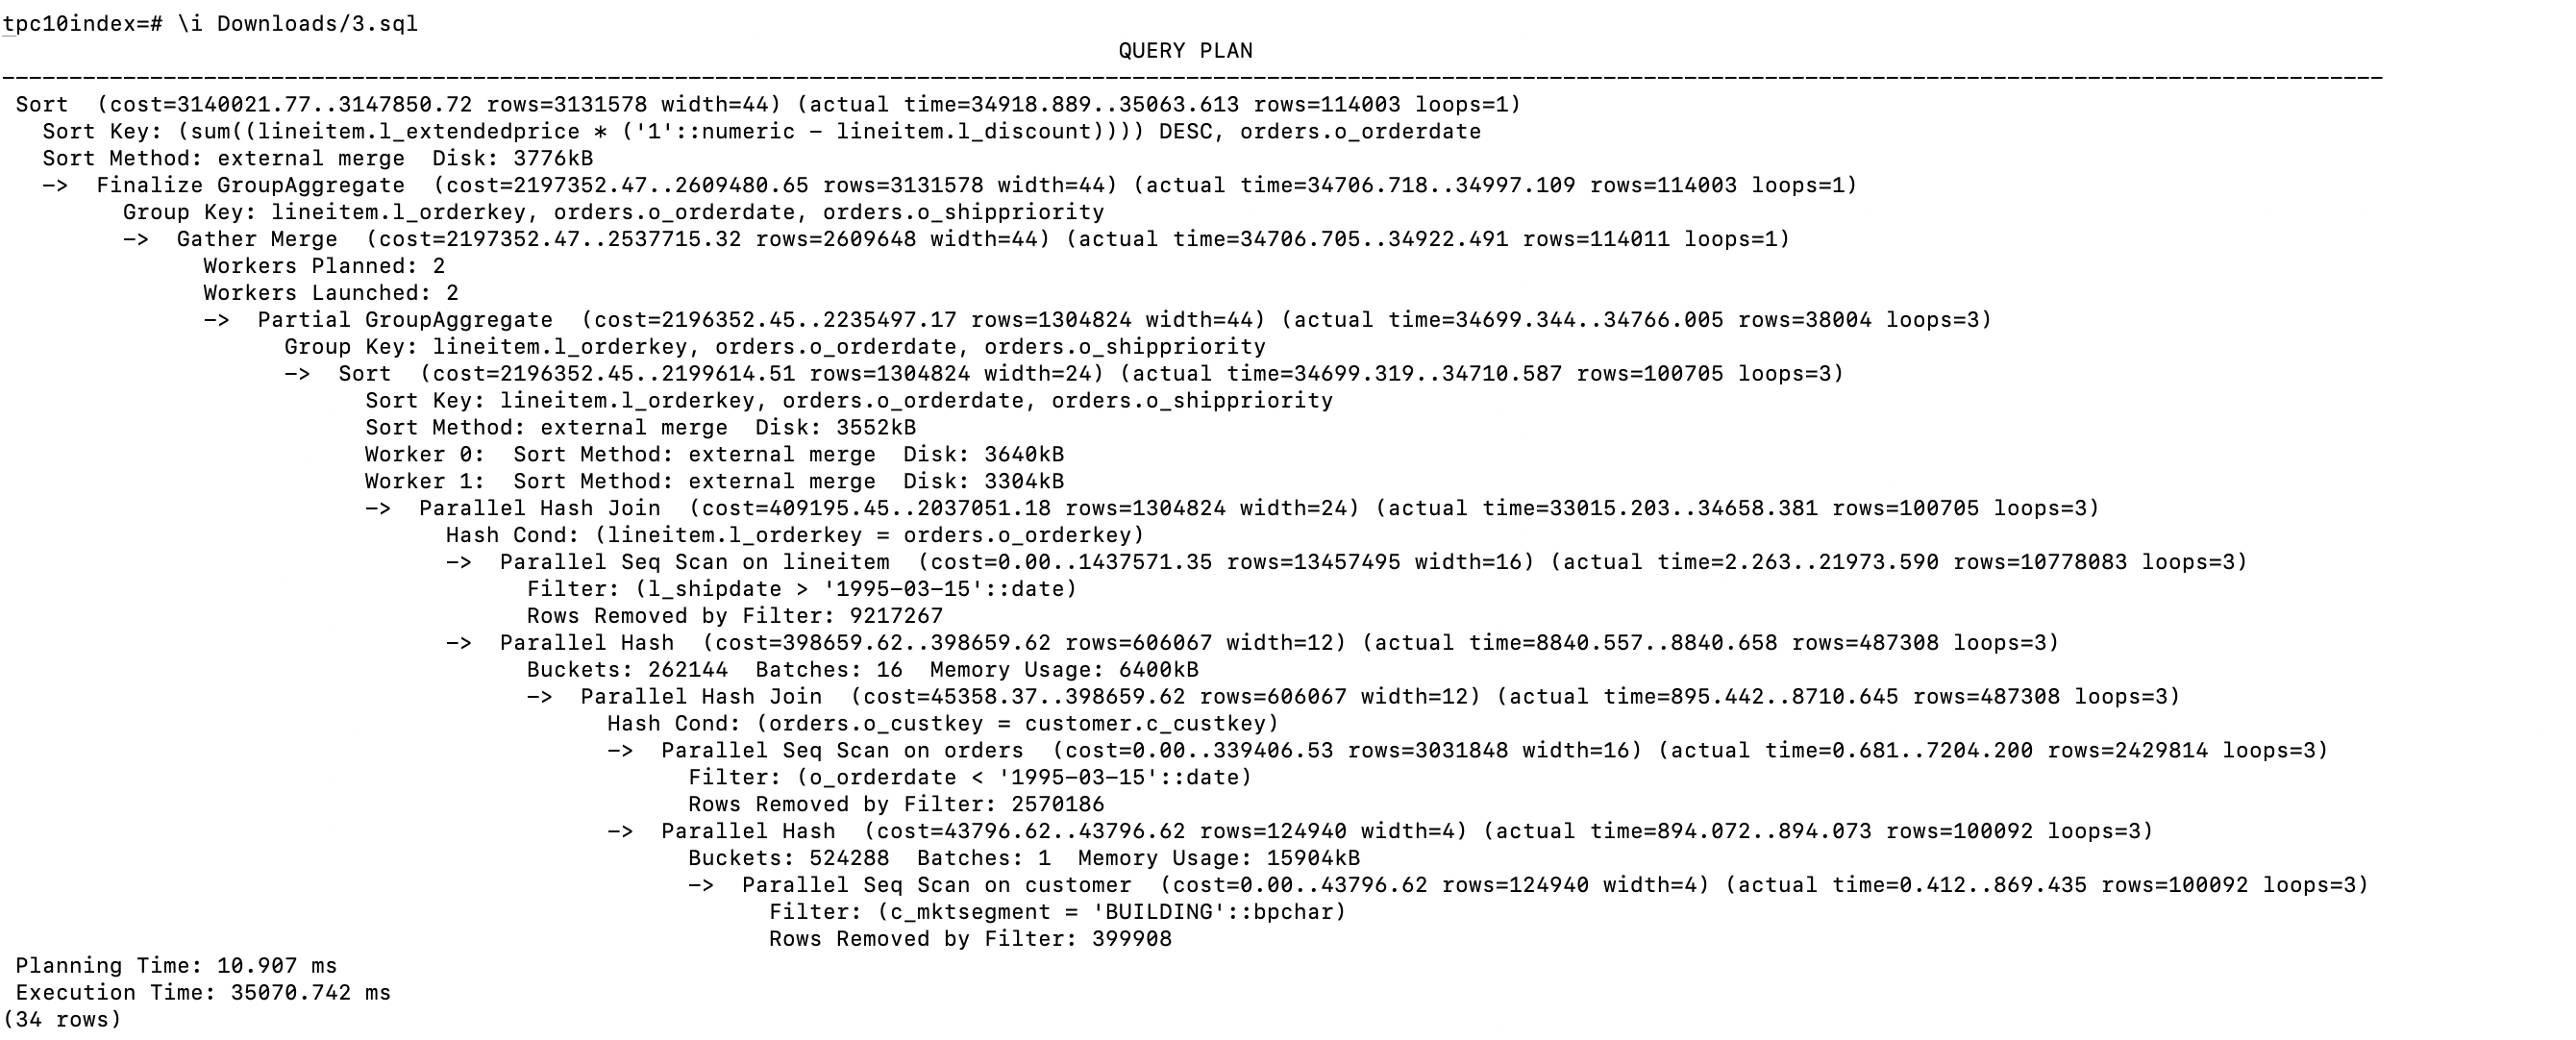 tpc10index=# \i Downloads/3.sql
QUERY PLAN
---------------------------------------------------------------------------------------------------------------------------------------------------------------------------------
Sort  (cost=3140021.77..3147850.72 rows=3131578 width=44) (actual time=34918.889..35063.613 rows=114003 loops=1)
Sort Key: (sum((lineitem.l_extendedprice * ('1'::numeric - lineitem.l_discount)))) DESC, orders.o_orderdate
Sort Method: external merge  Disk: 3776kB
->  Finalize GroupAggregate  (cost=2197352.47..2609480.65 rows=3131578 width=44) (actual time=34706.718..34997.109 rows=114003 loops=1)
Group Key: lineitem.l_orderkey, orders.o_orderdate, orders.o_shippriority
->  Gather Merge  (cost=2197352.47..2537715.32 rows=2609648 width=44) (actual time=34706.705..34922.491 rows=114011 loops=1)
Workers Planned: 2
Workers Launched: 2
->  Partial GroupAggregate  (cost=2196352.45..2235497.17 rows=1304824 width=44) (actual time=34699.344..34766.005 rows=38004 loops=3)
Group Key: lineitem.l_orderkey, orders.o_orderdate, orders.o_shippriority
->  Sort  (cost=2196352.45..2199614.51 rows=1304824 width=24) (actual time=34699.319..34710.587 rows=100705 loops=3)
Sort Key: lineitem.l_orderkey, orders.o_orderdate, orders.o_shippriority
Sort Method: external merge  Disk: 3552kB
Worker 0:  Sort Method: external merge  Disk: 3640kB
Worker 1:  Sort Method: external merge  Disk: 3304kB
->  Parallel Hash Join  (cost=409195.45..2037051.18 rows=1304824 width=24) (actual time=33015.203..34658.381 rows=100705 loops=3)
Hash Cond: (lineitem.l_orderkey = orders.o_orderkey)
->  Parallel Seq Scan on lineitem  (cost=0.00..1437571.35 rows=13457495 width=16) (actual time=2.263..21973.590 rows=10778083 loops=3)
Filter: (l_shipdate > '1995-03-15'::date)
Rows Removed by Filter: 9217267
->  Parallel Hash  (cost=398659.62..398659.62 rows=606067 width=12) (actual time=8840.557..8840.658 rows=487308 loops=3)
Buckets: 262144  Batches: 16  Memory Usage: 6400kB
->  Parallel Hash Join  (cost=45358.37..398659.62 rows=606067 width=12) (actual time=895.442..8710.645 rows=487308 loops=3)
Hash Cond: (orders.o_custkey = customer.c_custkey)
->  Parallel Seq Scan on orders  (cost=0.00..339406.53 rows=3031848 width=16) (actual time=0.681..7204.200 rows=2429814 loops=3)
Filter: (o_orderdate < '1995-03-15'::date)
Rows Removed by Filter: 2570186
->  Parallel Hash  (cost=43796.62..43796.62 rows=124940 width=4) (actual time=894.072..894.073 rows=100092 loops=3)
Buckets: 524288  Batches: 1  Memory Usage: 15904kB
->  Parallel Seq Scan on customer  (cost=0.00..43796.62 rows=124940 width=4) (actual time=0.412..869.435 rows=100092 loops=3)
Filter: (c_mktsegment = 'BUILDING'::bpchar)
Rows Removed by Filter: 399908
Planning Time: 10.907 ms
Execution Time: 35070.742 ms
(34 rows)